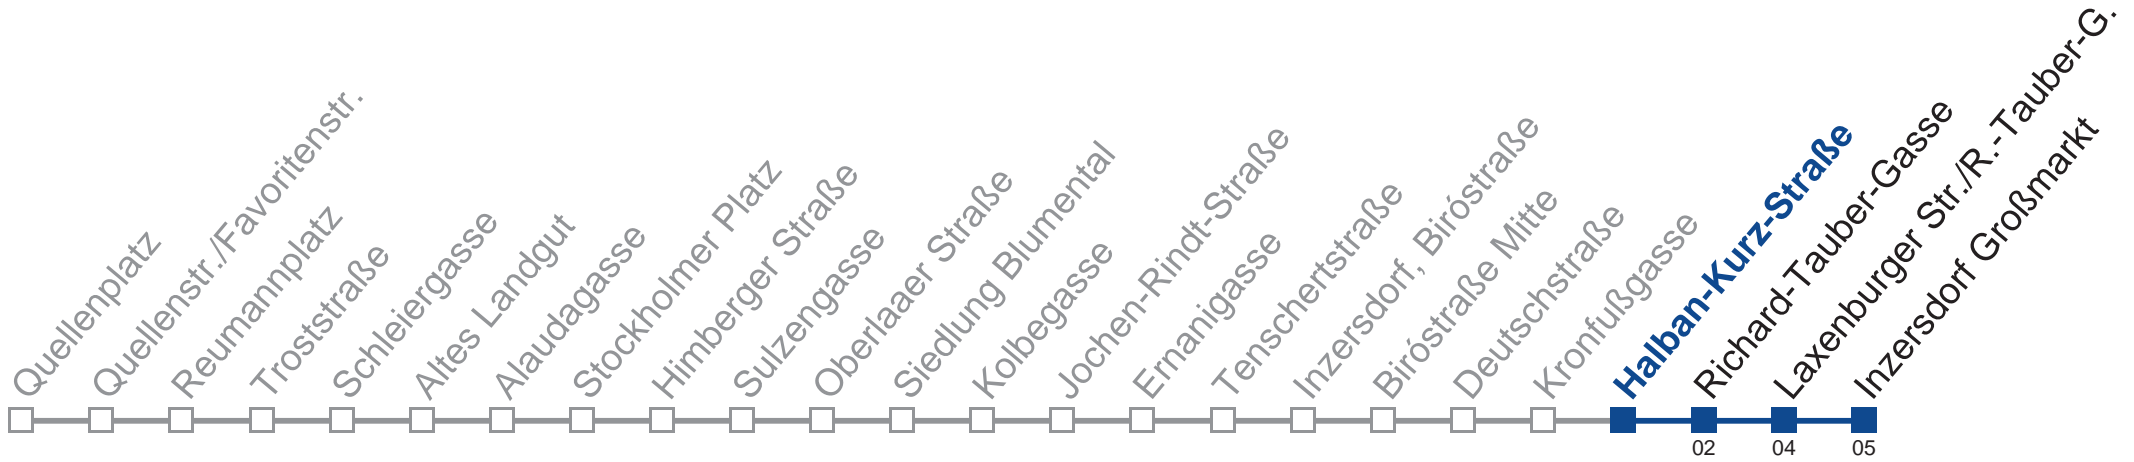 Quellenplatz
Quellenstr./Favoritenstr.
Reumannplatz
Troststraße
Schleiergasse
Altes Landgut
Alaudagasse
Stockholmer Platz
Himberger Straße
Sulzengasse
Oberlaaer Straße
Siedlung Blumental
Kolbegasse
Jochen-Rindt-Straße
Ernanigasse
Tenschertstraße
Inzersdorf, Biróstraße
Biróstraße Mitte
Deutschstraße
Kronfußgasse
Halban-Kurz-Straße
Richard-Tauber-Gasse
Laxenburger Str./R.-Tauber-G.
Inzersdorf Großmarkt
02
04
05